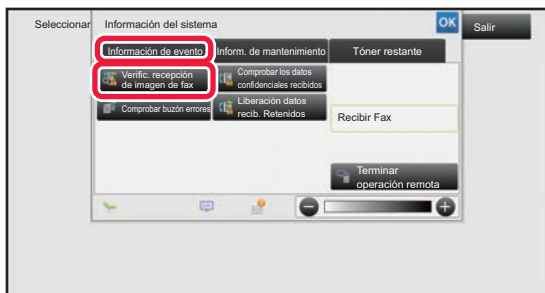 Seleccionar
Información del sistema
OK
Salir
Información de evento
Inform. de mantenimiento
Tóner restante
Verific. recepción
de imagen de fax
Comprobar los datos
confidenciales recibidos
Comprobar buzón errores
Liberación datos
recib. Retenidos
Recibir Fax
Terminar
operación remota